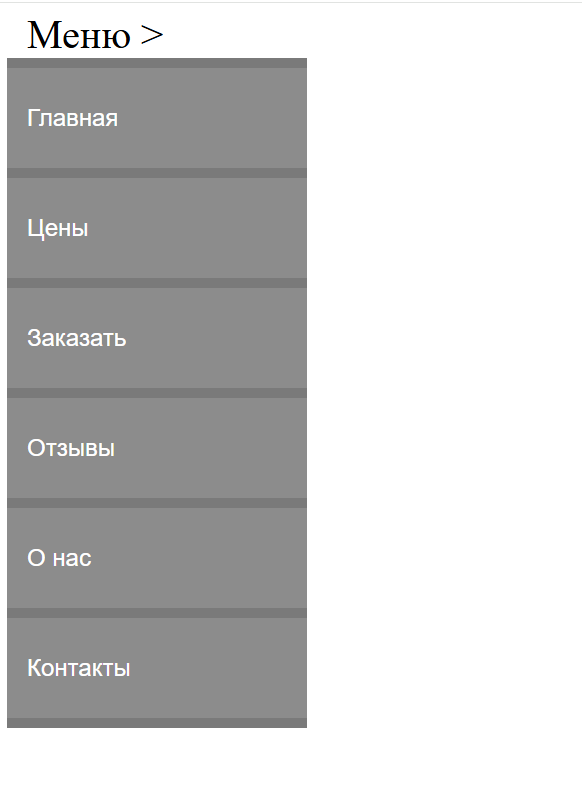 Меню >
Главная
Цены
Заказать
Отзывы
О нас
Контакты